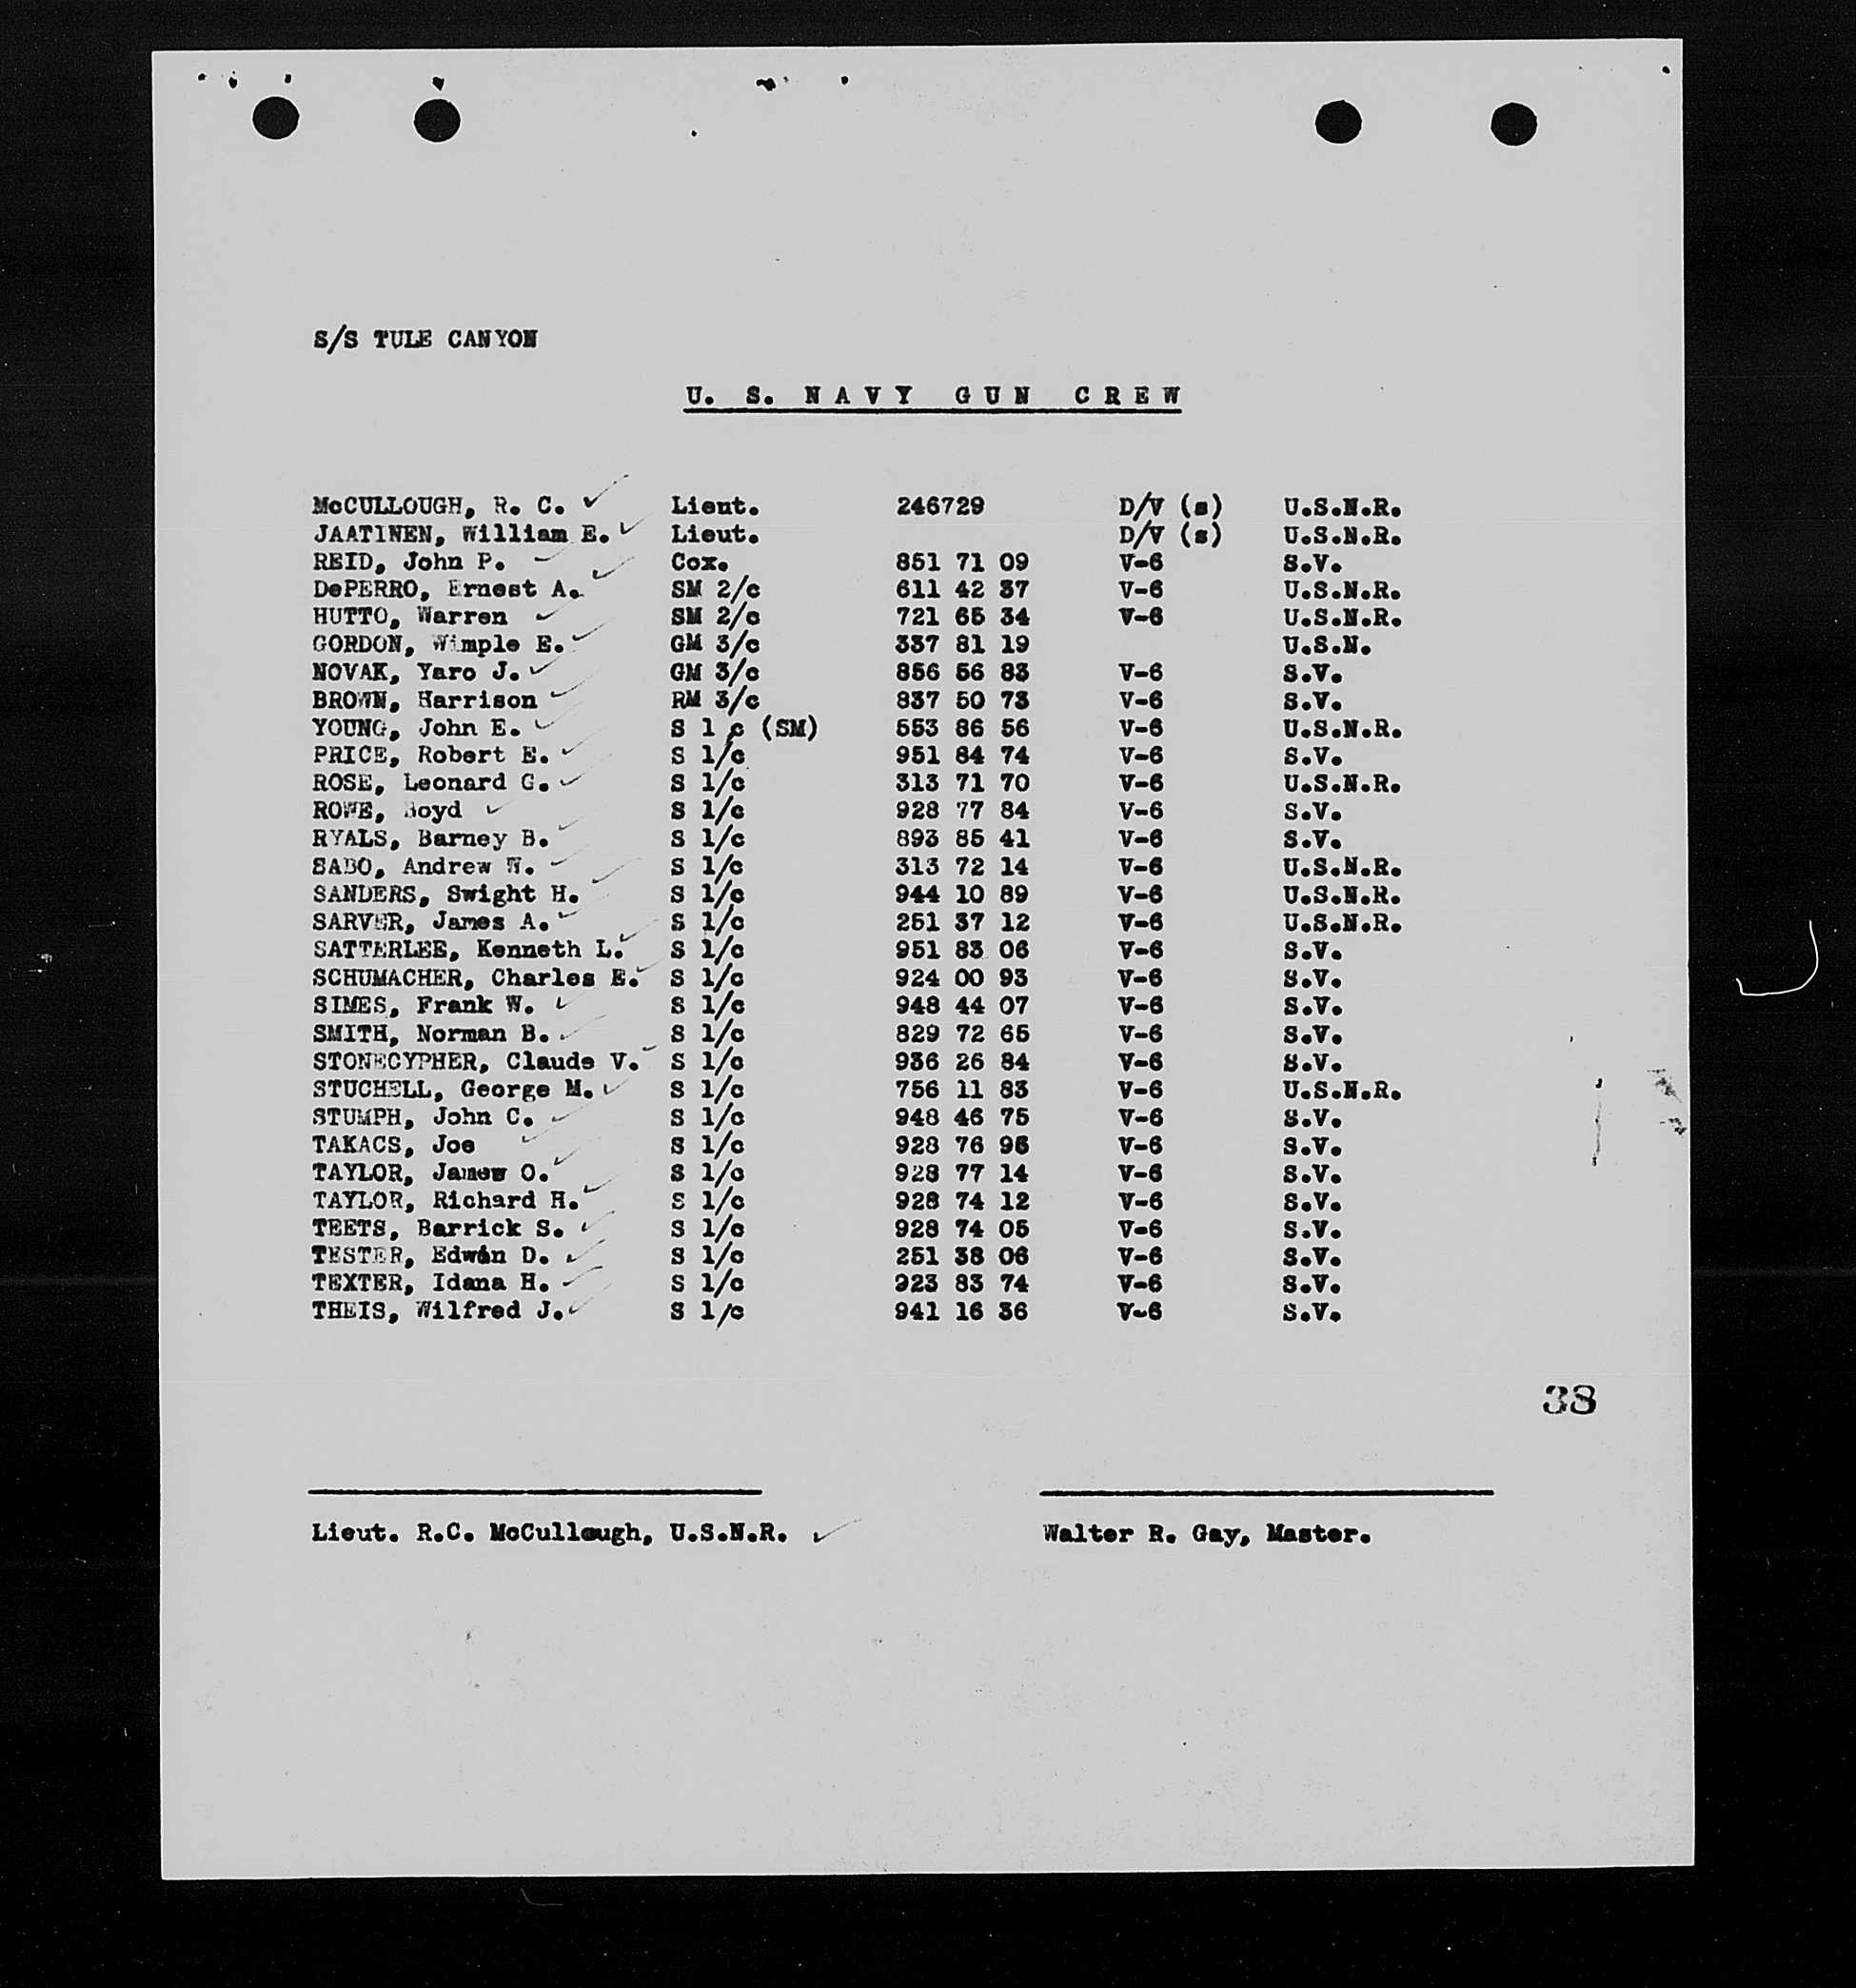 S/S TULE CANYON
U. S. NAVY GUN CREW
McCULLOUGH, R. C. ✓ Lieut. 246729 D/V (s) U.S.N.R.
JAATINEN, William E. ✓ Lieut. D/V (s) U.S.N.R.
REID, John P. ✓ Cox. 851 71 09 V-6 S.V.
DePERRO, Ernest A. ✓ SM 2/c 611 42 37 V-6 U.S.N.R.
HUTTO, Warren ✓ SM 2/c 721 65 34 V-6 U.S.N.R.
GORDON, Wimple E. ✓ GM 3/c 337 81 19 U.S.N.
NOVAK, Yaro J. ✓ GM 3/c 856 56 83 V-6 S.V.
BROWN, Harrison ✓ RM 3/c 837 50 73 V-6 S.V.
YOUNG, John E. ✓ S 1/c (SM) 553 86 56 V-6 U.S.N.R.
PRICE, Robert E. ✓ S 1/c 951 84 74 V-6 S.V.
ROSE, Leonard G. ✓ S 1/c 313 71 70 V-6 U.S.N.R.
ROWE, Boyd ✓ S 1/c 928 77 84 V-6 S.V.
RYALS, Barney B. ✓ S 1/c 893 85 41 V-6 S.V.
SABO, Andrew W. ✓ S 1/c 313 72 14 V-6 U.S.N.R.
SANDERS, Swight H. ✓ S 1/c 944 10 89 V-6 U.S.N.R.
SARVER, James A. ✓ S 1/c 251 37 12 V-6 U.S.N.R.
SATTERLEE, Kenneth L. ✓ S 1/c 951 83 06 V-6 S.V.
SCHUMACHER, Charles E. ✓ S 1/c 924 00 93 V-6 S.V.
SIMES, Frank W. ✓ S 1/c 948 44 07 V-6 S.V.
SMITH, Norman B. ✓ S 1/c 829 72 65 V-6 S.V.
STONECYPHER, Claude V. ✓ S 1/c 936 26 84 V-6 S.V.
STUCHELL, George M. ✓ S 1/c 756 11 83 V-6 U.S.N.R.
STUMPH, John C. ✓ S 1/c 948 46 75 V-6 S.V.
TAKACS, Joe ✓ S 1/c 928 76 96 V-6 S.V.
TAYLOR, Jamew O. ✓ S 1/c 928 77 14 V-6 S.V.
TAYLOR, Richard H. ✓ S 1/c 928 74 12 V-6 S.V.
TEETS, Barrick S. ✓ S 1/c 928 74 05 V-6 S.V.
TESTER, Edwin D. ✓ S 1/c 251 38 06 V-6 S.V.
TEXTER, Idana H. ✓ S 1/c 923 83 74 V-6 S.V.
THEIS, Wilfred J. ✓ S 1/c 941 16 36 V-6 S.V.
38
Lieut. R.C. McCullough, U.S.N.R. ✓ Walter R. Gay, Master.